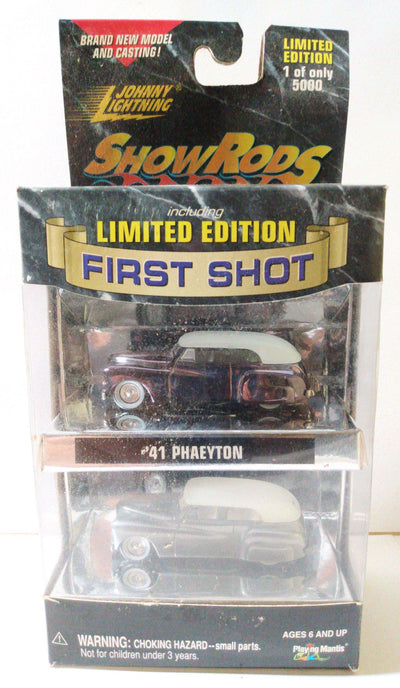 BRAND NEW MODEL
AND CASTING!
LIMITED
EDITION
1 of only
5000
JOHNNY
LIGHTNING
SHOWRODS
including
LIMITED EDITION
FIRST SHOT
'41 PHAEYTON
WARNING: CHOKING HAZARD--small parts.
Not for children under 3 years.
AGES 6 AND UP
Playing Mantis